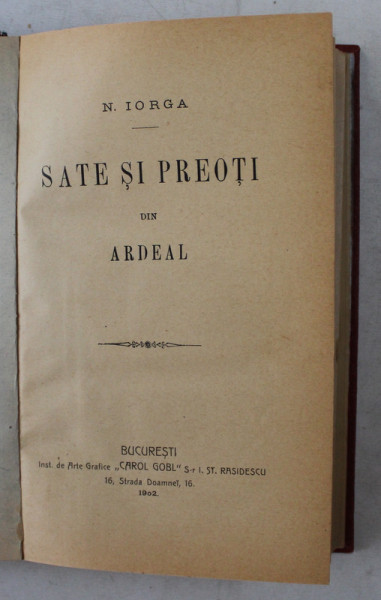 N. IORGA
SATE ȘI PREOȚI
DIN
ARDEAL
BUCUREȘTI
Inst. de Arte Grafice „CAROL GOBL" S-r I. ST. RASIDESCU
16, Strada Doamneĭ, 16.
1902.